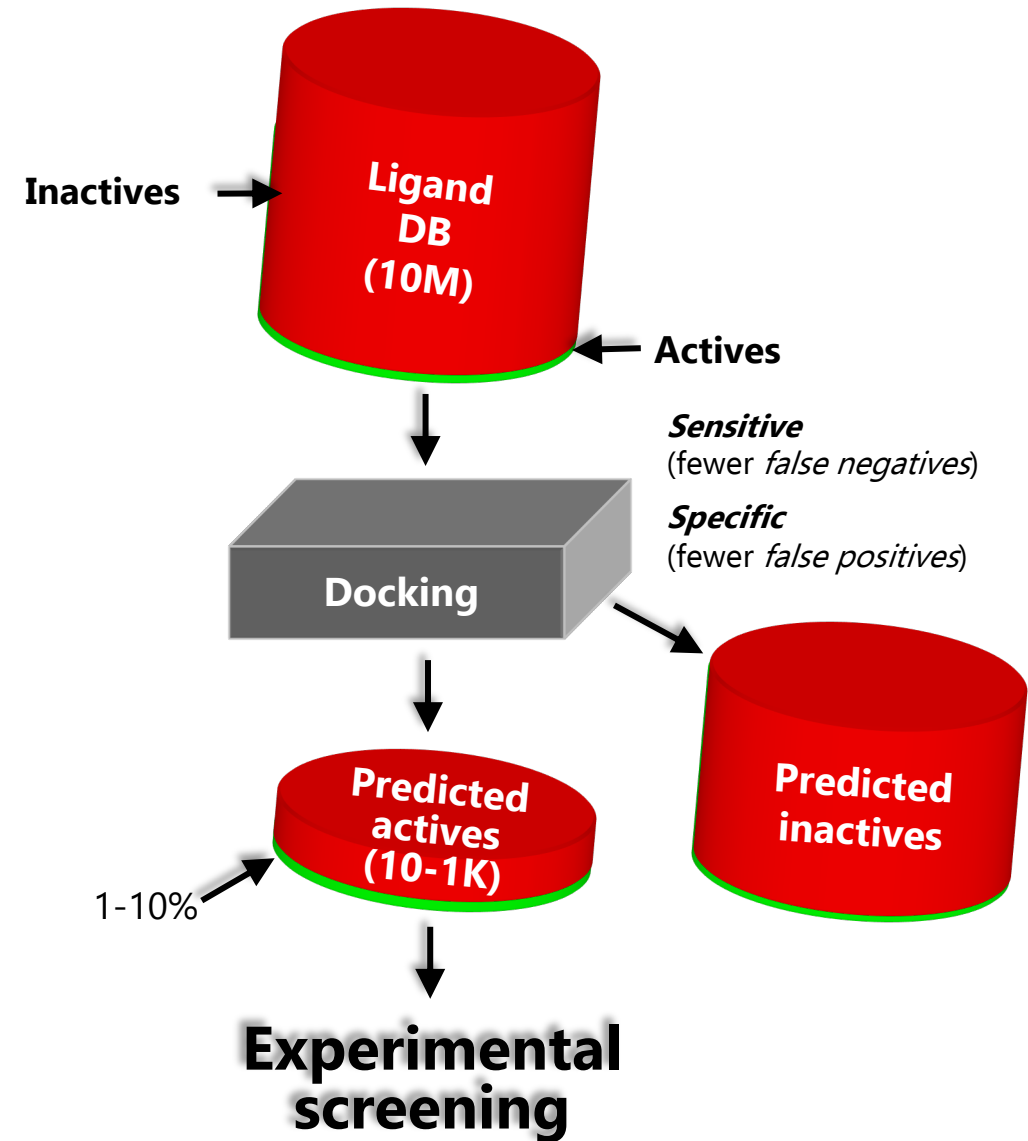 Inactives
Ligand
DB
(10M)
Actives
Sensitive
(fewer false negatives)
Specific
(fewer false positives)
Docking
Predicted
actives
(10-1K)
Predicted
inactives
1-10%
Experimental
screening